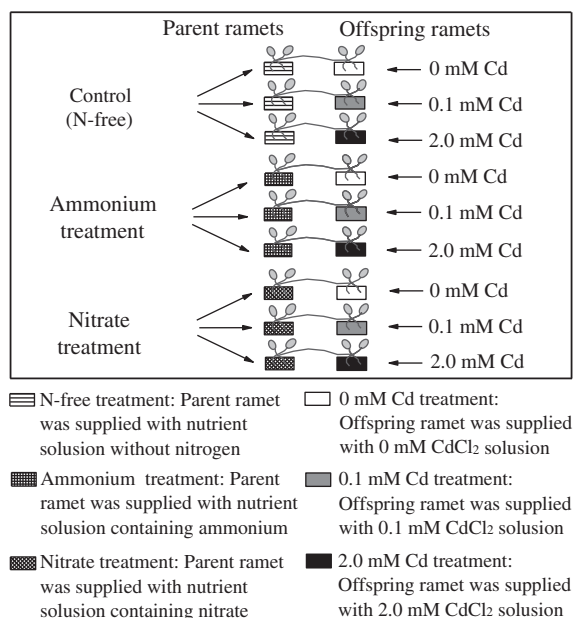 Parent ramets Offspring ramets
Control
(N-free)
0 mM Cd
0.1 mM Cd
2.0 mM Cd
Ammonium
treatment
0 mM Cd
0.1 mM Cd
2.0 mM Cd
Nitrate
treatment
0 mM Cd
0.1 mM Cd
2.0 mM Cd
N-free treatment: Parent ramet
was supplied with nutrient
solusion without nitrogen
Ammonium treatment: Parent
ramet was supplied with nutrient
solusion containing ammonium
Nitrate treatment: Parent ramet
was supplied with nutrient
solusion containing nitrate
0 mM Cd treatment:
Offspring ramet was supplied
with 0 mM CdCl2 solusion
0.1 mM Cd treatment:
Offspring ramet was supplied
with 0.1 mM CdCl2 solusion
2.0 mM Cd treatment:
Offspring ramet was supplied
with 2.0 mM CdCl2 solusion